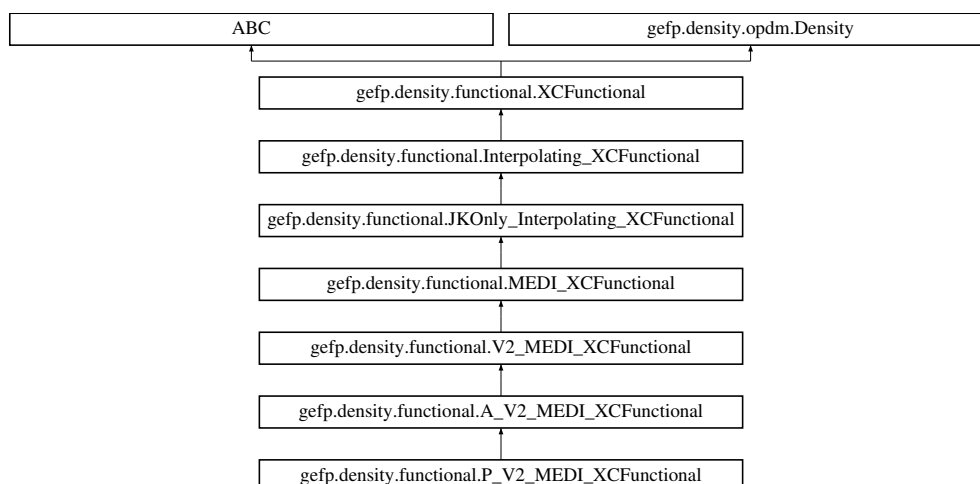 ABC
gefp.density.opdm.Density
gefp.density.functional.XCFunctional
gefp.density.functional.Interpolating_XCFunctional
gefp.density.functional.JKOnly_Interpolating_XCFunctional
gefp.density.functional.MEDI_XCFunctional
gefp.density.functional.V2_MEDI_XCFunctional
gefp.density.functional.A_V2_MEDI_XCFunctional
gefp.density.functional.P_V2_MEDI_XCFunctional